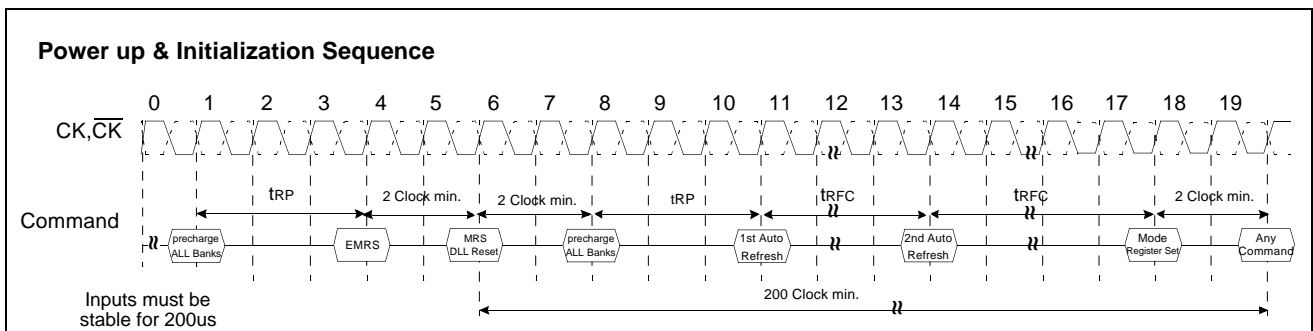 Power up & Initialization Sequence
0 1 2 3 4 5 6 7 8 9 10 11 12 13 14 15 16 17 18 19
CK,CK
tRP 2 Clock min. 2 Clock min. tRP tRFC tRFC 2 Clock min.
Command
precharge
ALL Banks
EMRS
MRS
DLL Reset
precharge
ALL Banks
1st Auto
Refresh
2nd Auto
Refresh
Mode
Register Set
Any
Command
200 Clock min.
Inputs must be
stable for 200us